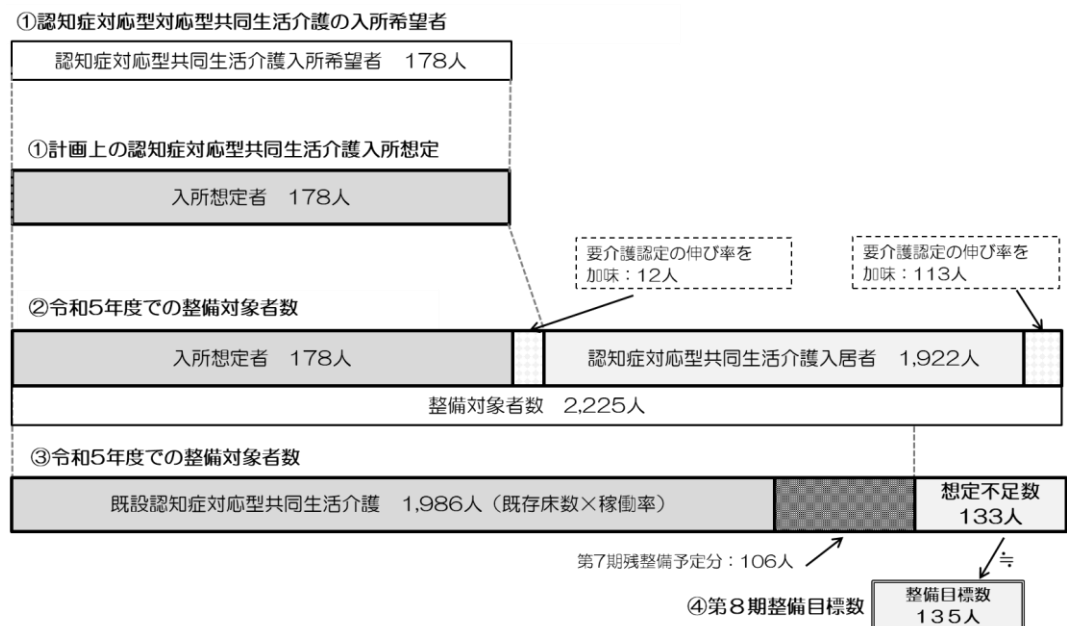 ①認知症対応型対応型共同生活介護の入所希望者
認知症対応型共同生活介護入所希望者　178人
①計画上の認知症対応型共同生活介護入所想定
入所想定者　178人
要介護認定の伸び率を
加味：12人
要介護認定の伸び率を
加味：113人
②令和5年度での整備対象者数
入所想定者　178人
認知症対応型共同生活介護入居者　1,922人
整備対象者数　2,225人
③令和5年度での整備対象者数
既設認知症対応型共同生活介護　1,986人（既存床数×稼働率）
想定不足数
133人
第7期残整備予定分：106人
≒
④第8期整備目標数
整備目標数
135人